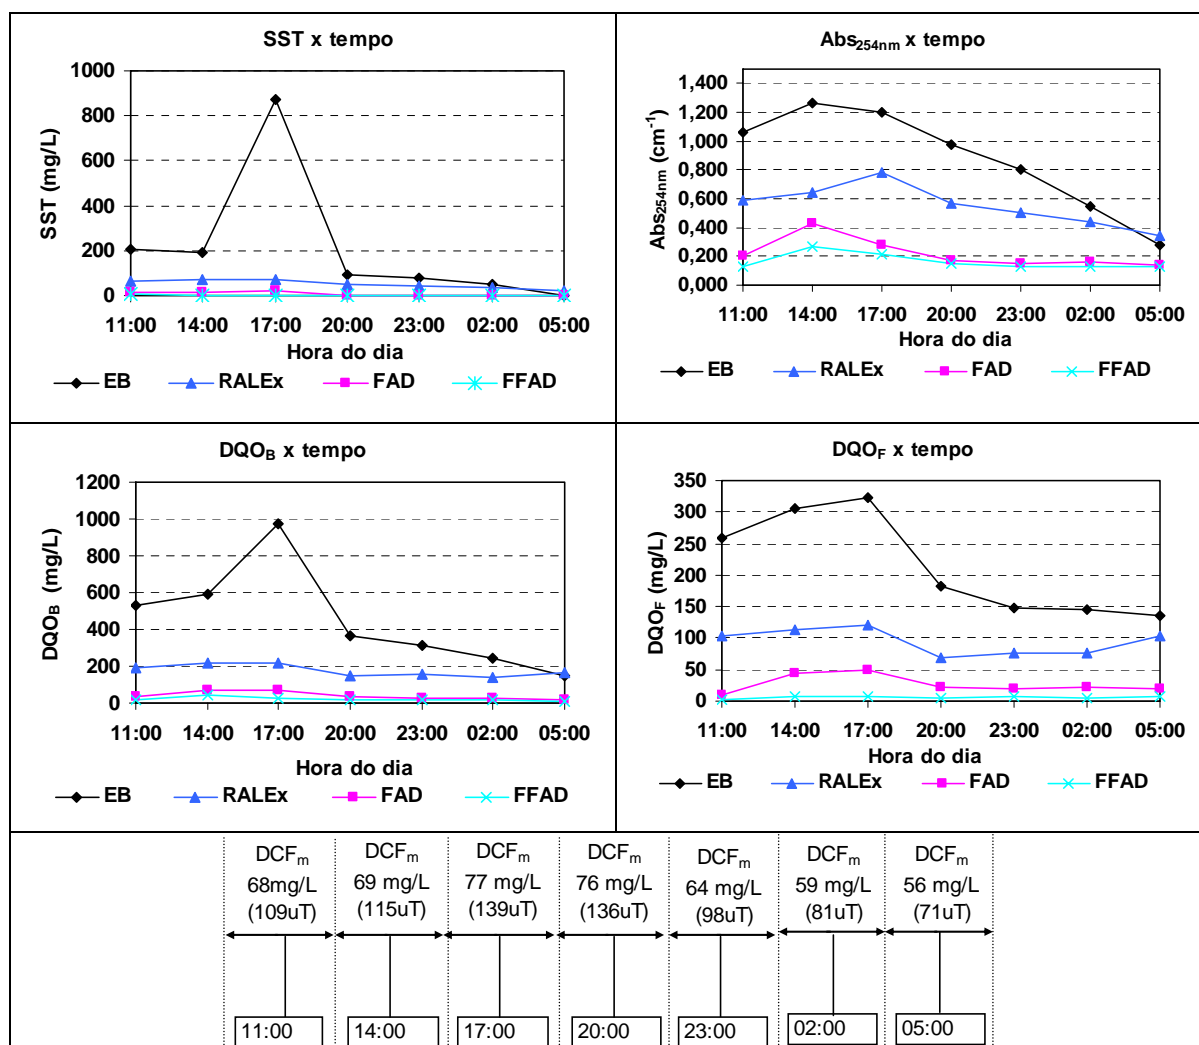 SST x tempo
1000
800
600
400
200
0
SST (mg/L)
11:00 14:00 17:00 20:00 23:00 02:00 05:00
Hora do dia
EB RALEx FAD FFAD
Abs254nm x tempo
1,400
1,200
1,000
0,800
0,600
0,400
0,200
0,000
Abs254nm (cm-1)
11:00 14:00 17:00 20:00 23:00 02:00 05:00
Hora do dia
EB RALEx FAD FFAD
DQOB x tempo
1200
1000
800
600
400
200
0
DQOB (mg/L)
11:00 14:00 17:00 20:00 23:00 02:00 05:00
Hora do dia
EB RALEx FAD FFAD
DQOF x tempo
350
300
250
200
150
100
50
0
DQOF (mg/L)
11:00 14:00 17:00 20:00 23:00 02:00 05:00
Hora do dia
EB RALEx FAD FFAD
DCFm DCFm DCFm DCFm DCFm DCFm DCFm
68mg/L 69 mg/L 77 mg/L 76 mg/L 64 mg/L 59 mg/L 56 mg/L
(109uT) (115uT) (139uT) (136uT) (98uT) (81uT) (71uT)
11:00 14:00 17:00 20:00 23:00 02:00 05:00